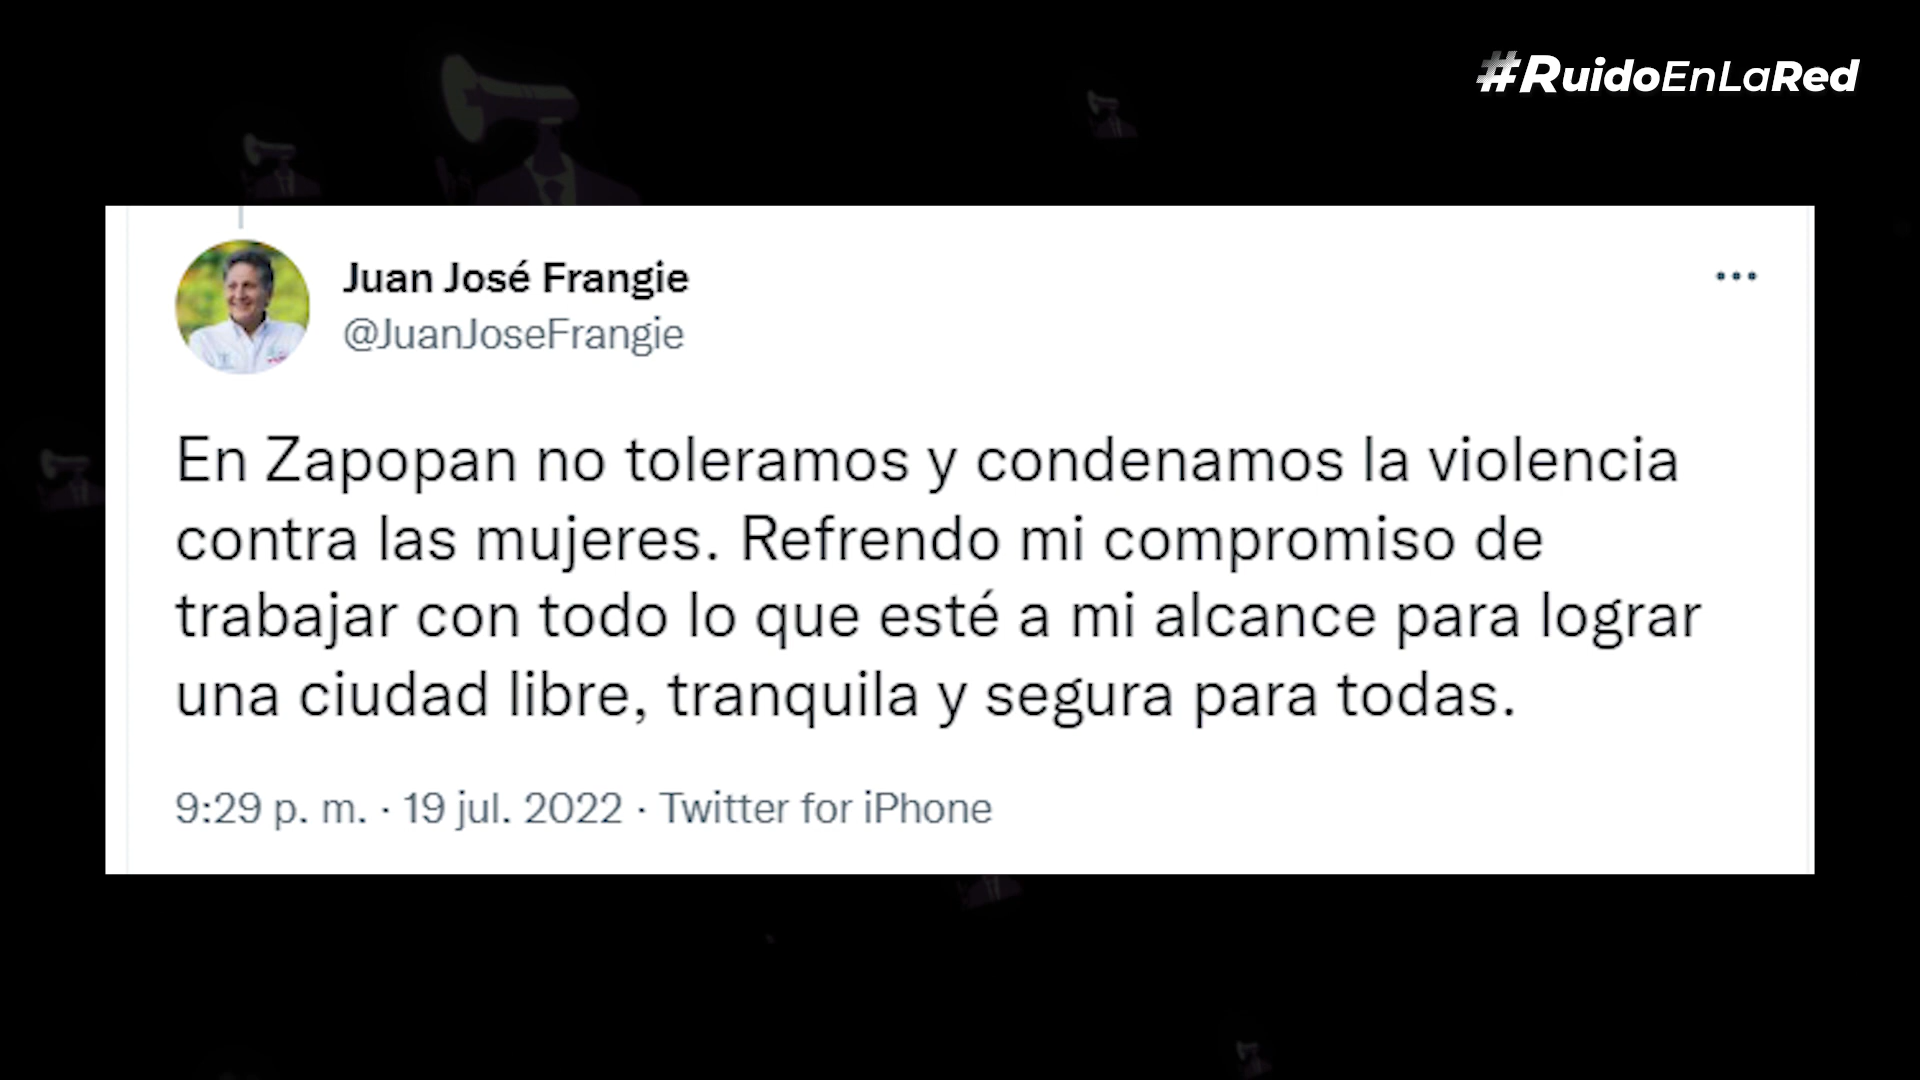 #RuidoEnLaRed
Juan José Frangie
@JuanJoseFrangie
En Zapopan no toleramos y condenamos la violencia
contra las mujeres. Refrendo mi compromiso de
trabajar con todo lo que esté a mi alcance para lograr
una ciudad libre, tranquila y segura para todas.
9:29 p. m. · 19 jul. 2022 · Twitter for iPhone